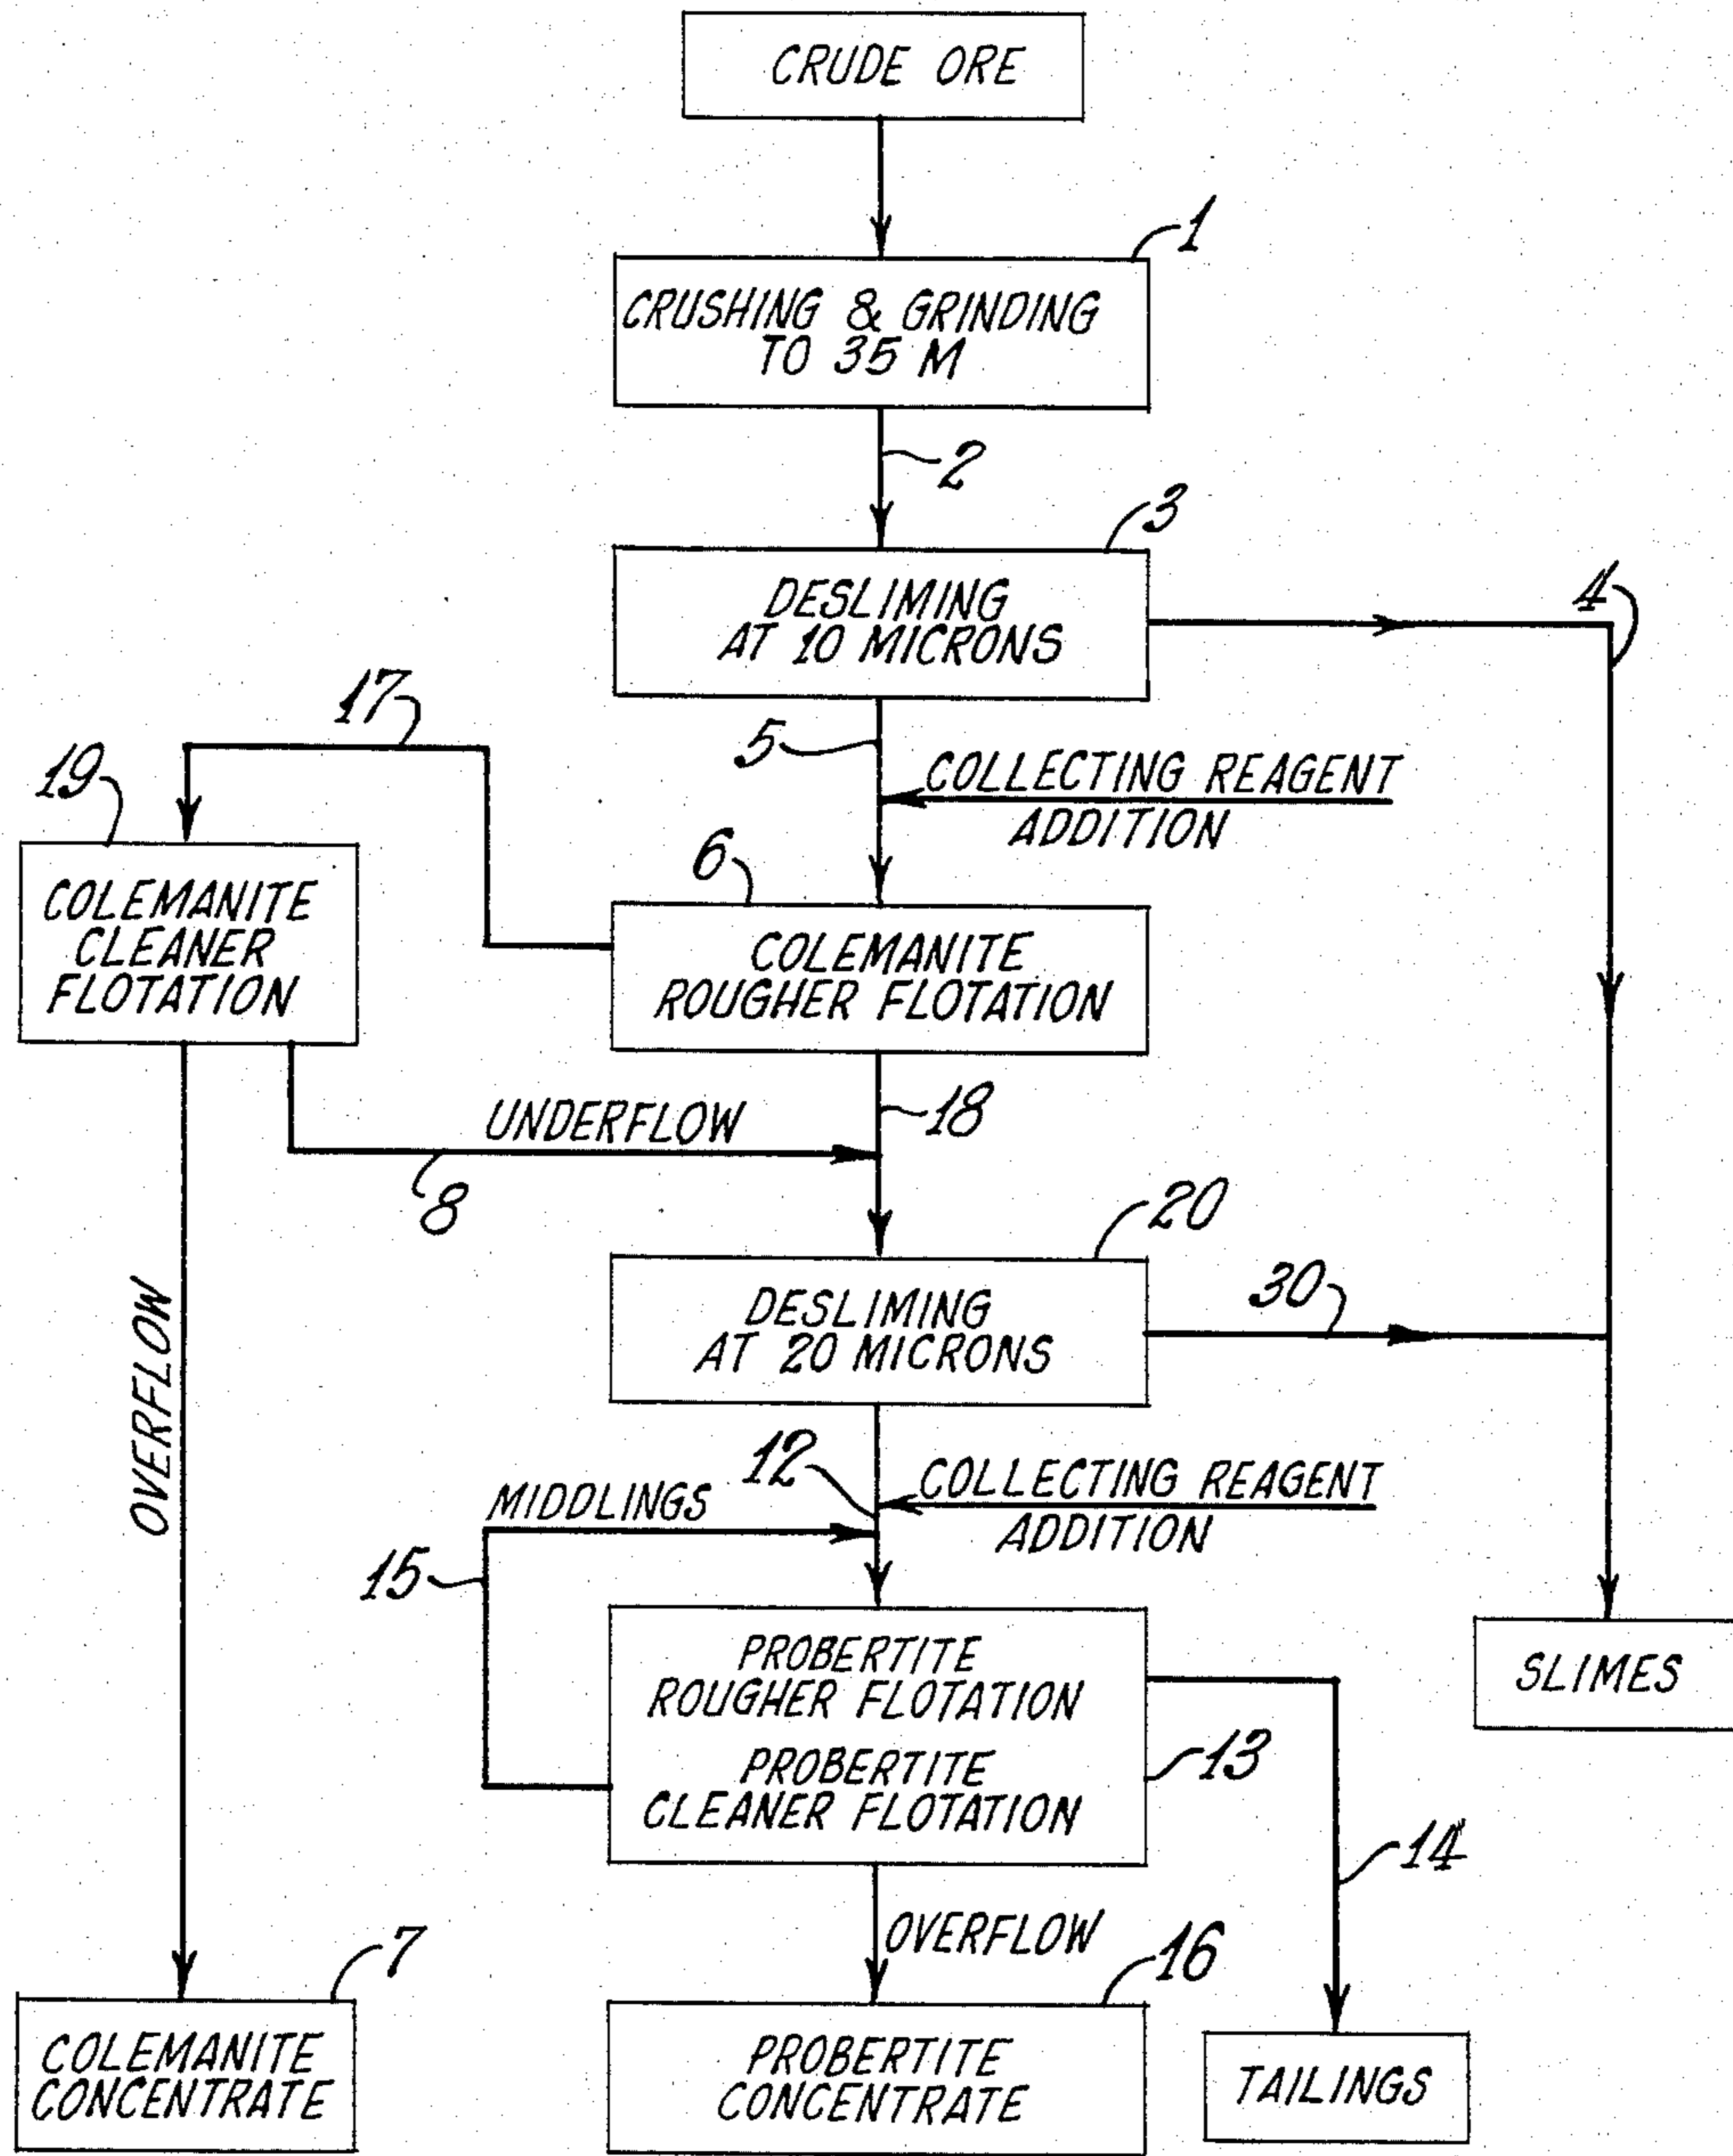 CRUDE ORE
1
CRUSHING & GRINDING
TO 35 M
2
3
DESLIMING
AT 10 MICRONS
4
17
5
COLLECTING REAGENT
ADDITION
19
6
COLEMANITE
CLEANER
FLOTATION
COLEMANITE
ROUGHER FLOTATION
18
UNDERFLOW
8
20
DESLIMING
AT 20 MICRONS
30
OVERFLOW
12
COLLECTING REAGENT
ADDITION
MIDDLINGS
15
PROBERTITE
ROUGHER FLOTATION
PROBERTITE
CLEANER FLOTATION
13
SLIMES
14
OVERFLOW
7
COLEMANITE
CONCENTRATE
16
PROBERTITE
CONCENTRATE
TAILINGS